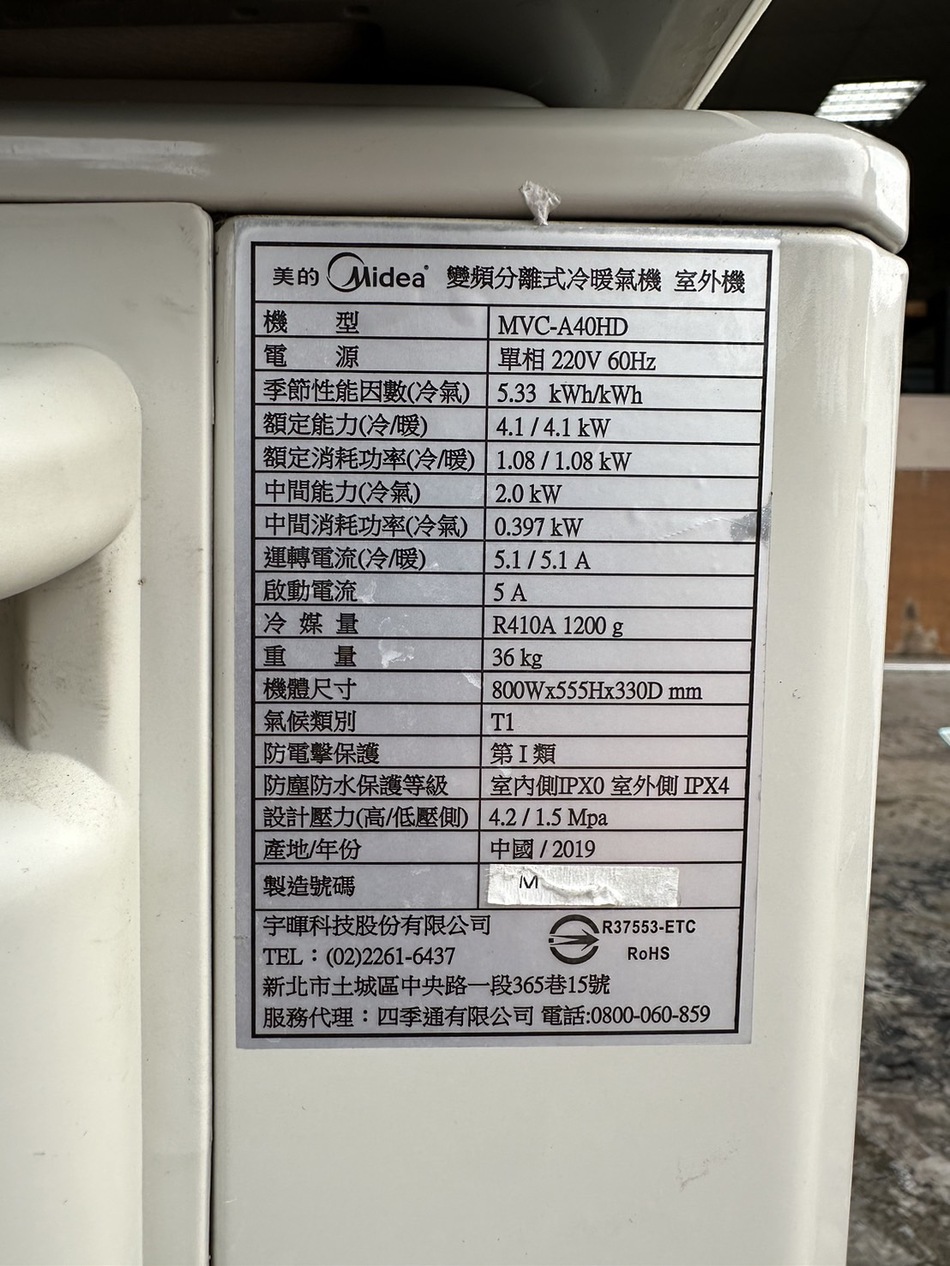 美的 Midea 變頻分離式冷暖氣機 室外機
機 型 MVC-A40HD
電 源 單相 220V 60Hz
季節性能因數(冷氣) 5.33 kWh/kWh
額定能力(冷/暖) 4.1 / 4.1 kW
額定消耗功率(冷/暖) 1.08 / 1.08 kW
中間能力(冷氣) 2.0 kW
中間消耗功率(冷氣) 0.397 kW
運轉電流(冷/暖) 5.1 / 5.1 A
啟動電流 5 A
冷 媒 量 R410A 1200 g
重 量 36 kg
機體尺寸 800Wx555Hx330D mm
氣候類別 T1
防電擊保護 第 I 類
防塵防水保護等級 室內側IPX0 室外側 IPX4
設計壓力(高/低壓側) 4.2 / 1.5 Mpa
產地/年份 中國 / 2019
製造號碼 M
宇暉科技股份有限公司 R37553-ETC
TEL：(02)2261-6437 RoHS
新北市土城區中央路一段365巷15號
服務代理：四季通有限公司 電話:0800-060-859